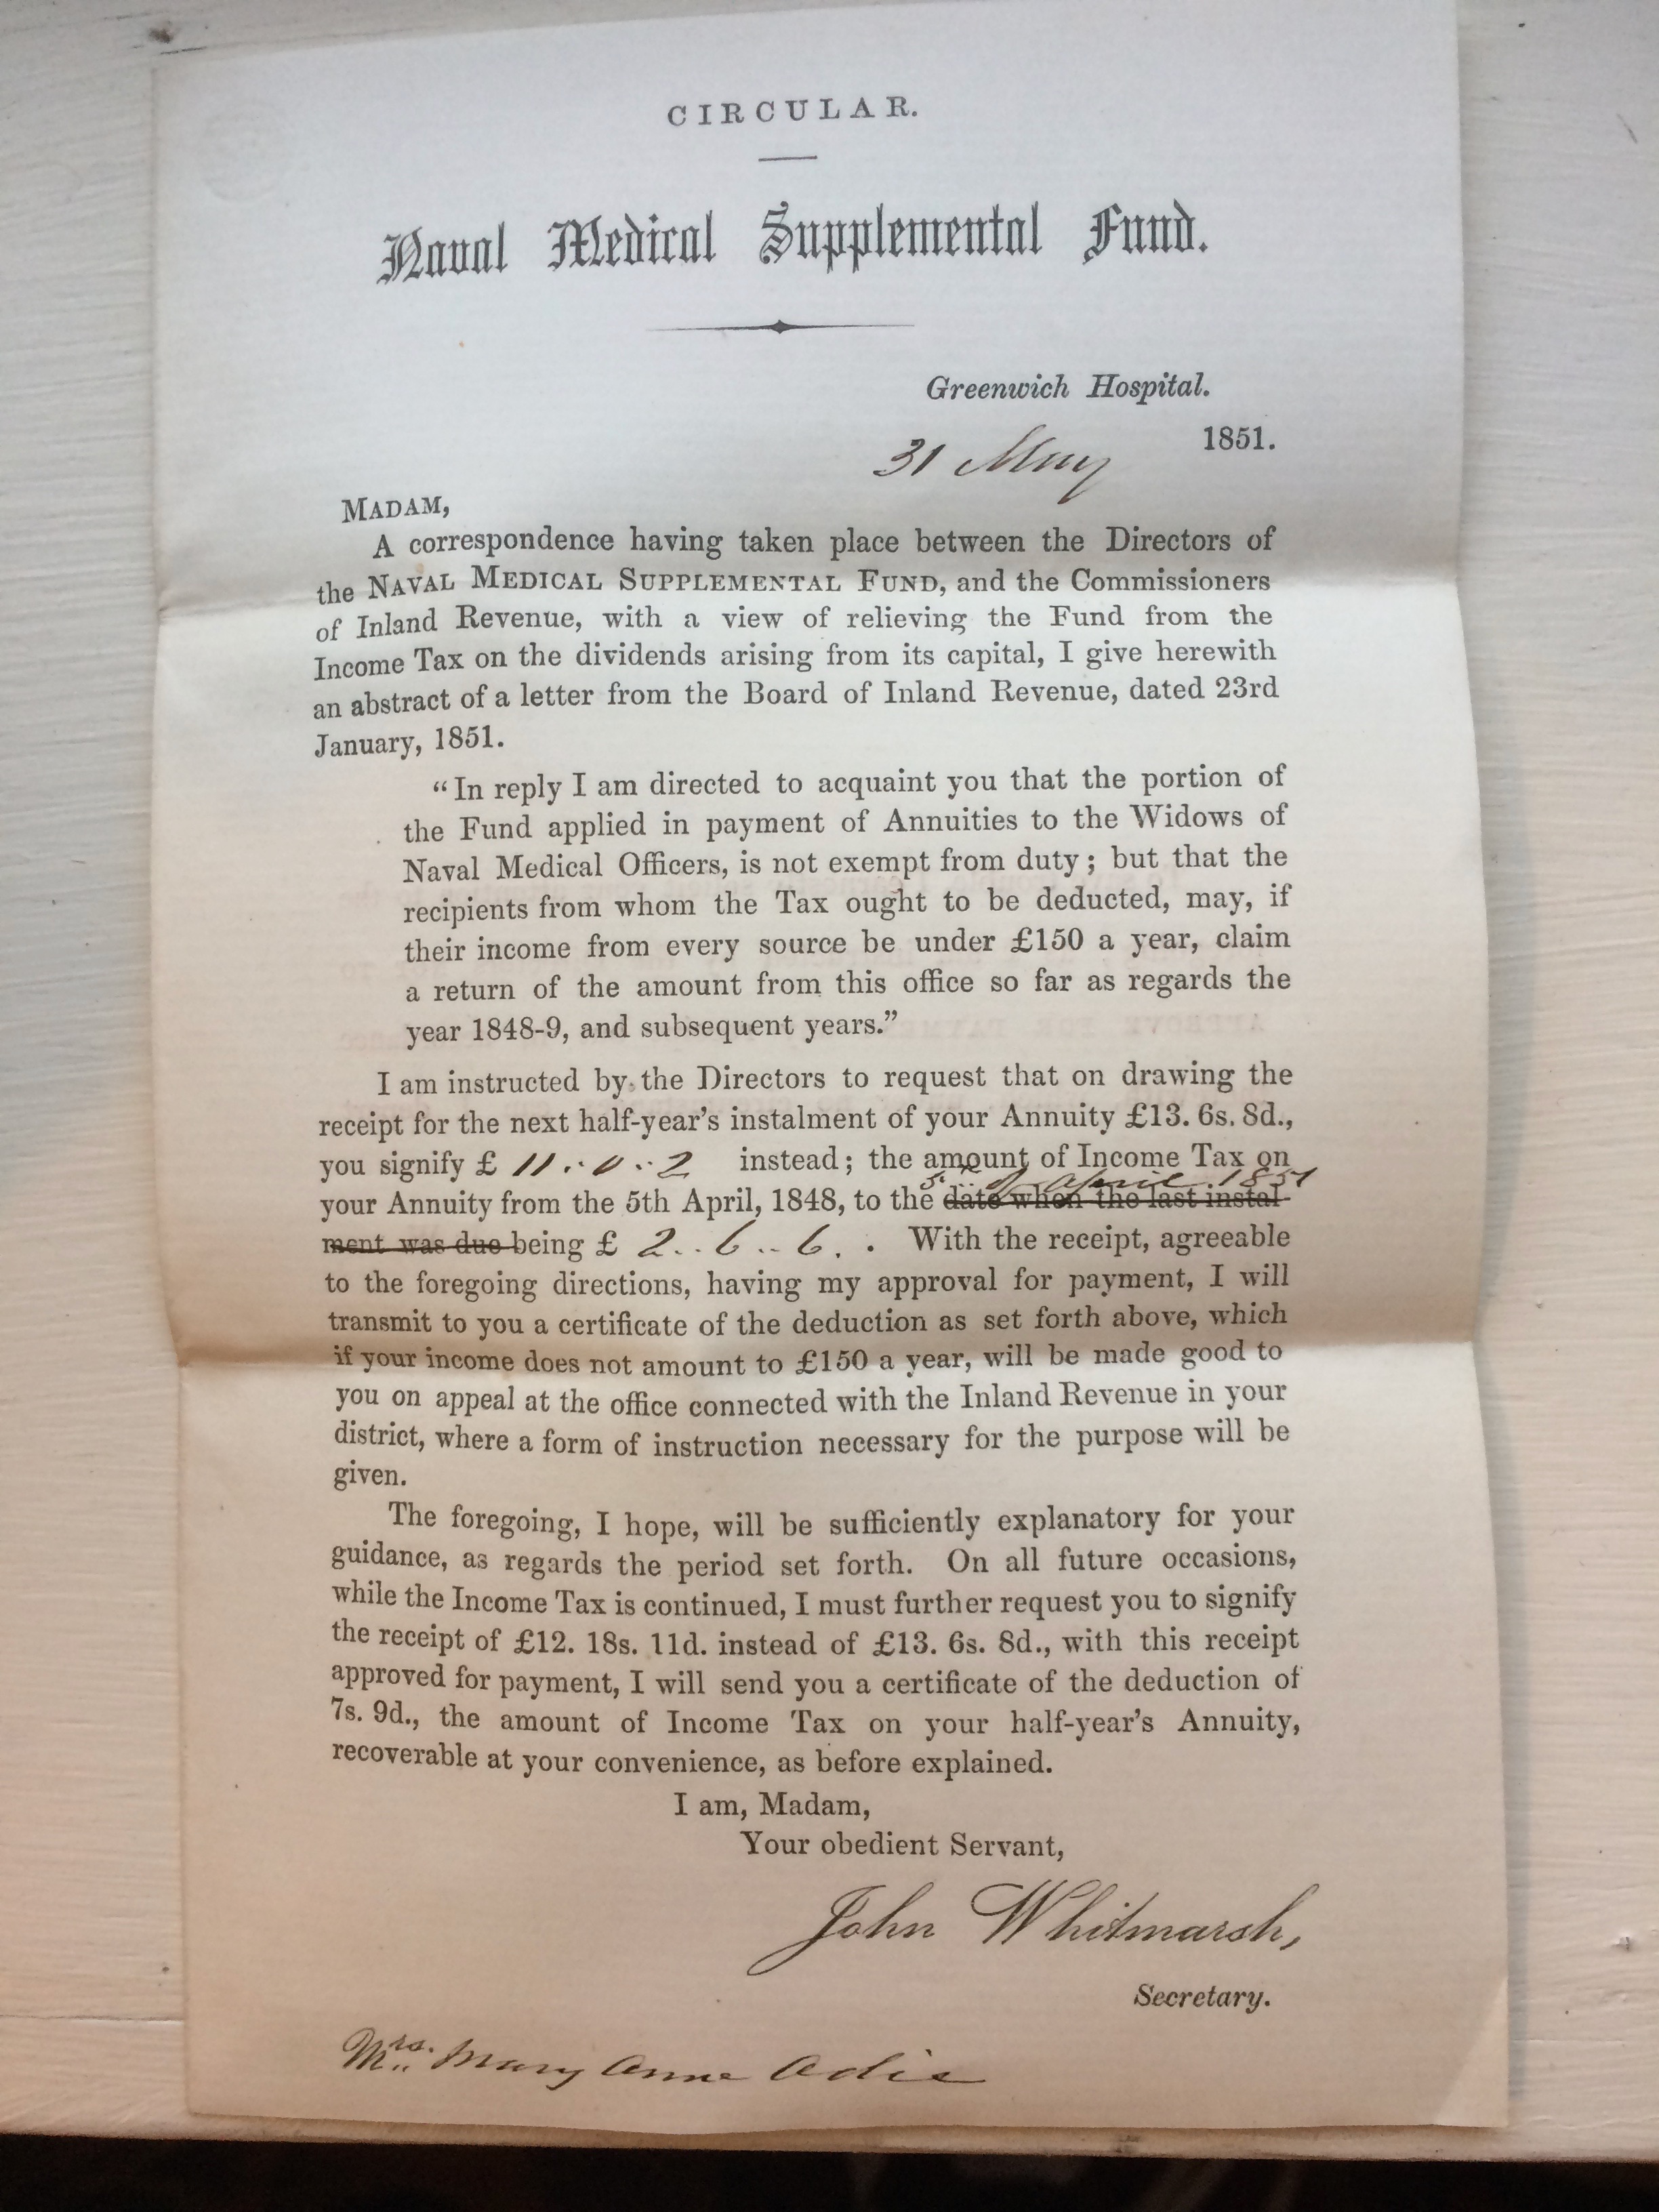 CIRCULAR.
Naval Medical Supplemental Fund.
Greenwich Hospital.
31 May 1851.
MADAM,
A correspondence having taken place between the Directors of
the NAVAL MEDICAL SUPPLEMENTAL FUND, and the Commissioners
of Inland Revenue, with a view of relieving the Fund from the
Income Tax on the dividends arising from its capital, I give herewith
an abstract of a letter from the Board of Inland Revenue, dated 23rd
January, 1851.
“In reply I am directed to acquaint you that the portion of
the Fund applied in payment of Annuities to the Widows of
Naval Medical Officers, is not exempt from duty; but that the
recipients from whom the Tax ought to be deducted, may, if
their income from every source be under £150 a year, claim
a return of the amount from this office so far as regards the
year 1848-9, and subsequent years.”
I am instructed by the Directors to request that on drawing the
receipt for the next half-year’s instalment of your Annuity £13. 6s. 8d.,
you signify £ 11..0..2 instead; the amount of Income Tax on
5th of April 1851
your Annuity from the 5th April, 1848, to the date when the last instal-
ment was due being £ 2..6..6. . With the receipt, agreeable
to the foregoing directions, having my approval for payment, I will
transmit to you a certificate of the deduction as set forth above, which
if your income does not amount to £150 a year, will be made good to
you on appeal at the office connected with the Inland Revenue in your
district, where a form of instruction necessary for the purpose will be
given.
The foregoing, I hope, will be sufficiently explanatory for your
guidance, as regards the period set forth. On all future occasions,
while the Income Tax is continued, I must further request you to signify
the receipt of £12. 18s. 11d. instead of £13. 6s. 8d., with this receipt
approved for payment, I will send you a certificate of the deduction of
7s. 9d., the amount of Income Tax on your half-year’s Annuity,
recoverable at your convenience, as before explained.
I am, Madam,
Your obedient Servant,
John Whitmarsh,
Secretary.
Mrs. Mary Anne Adie